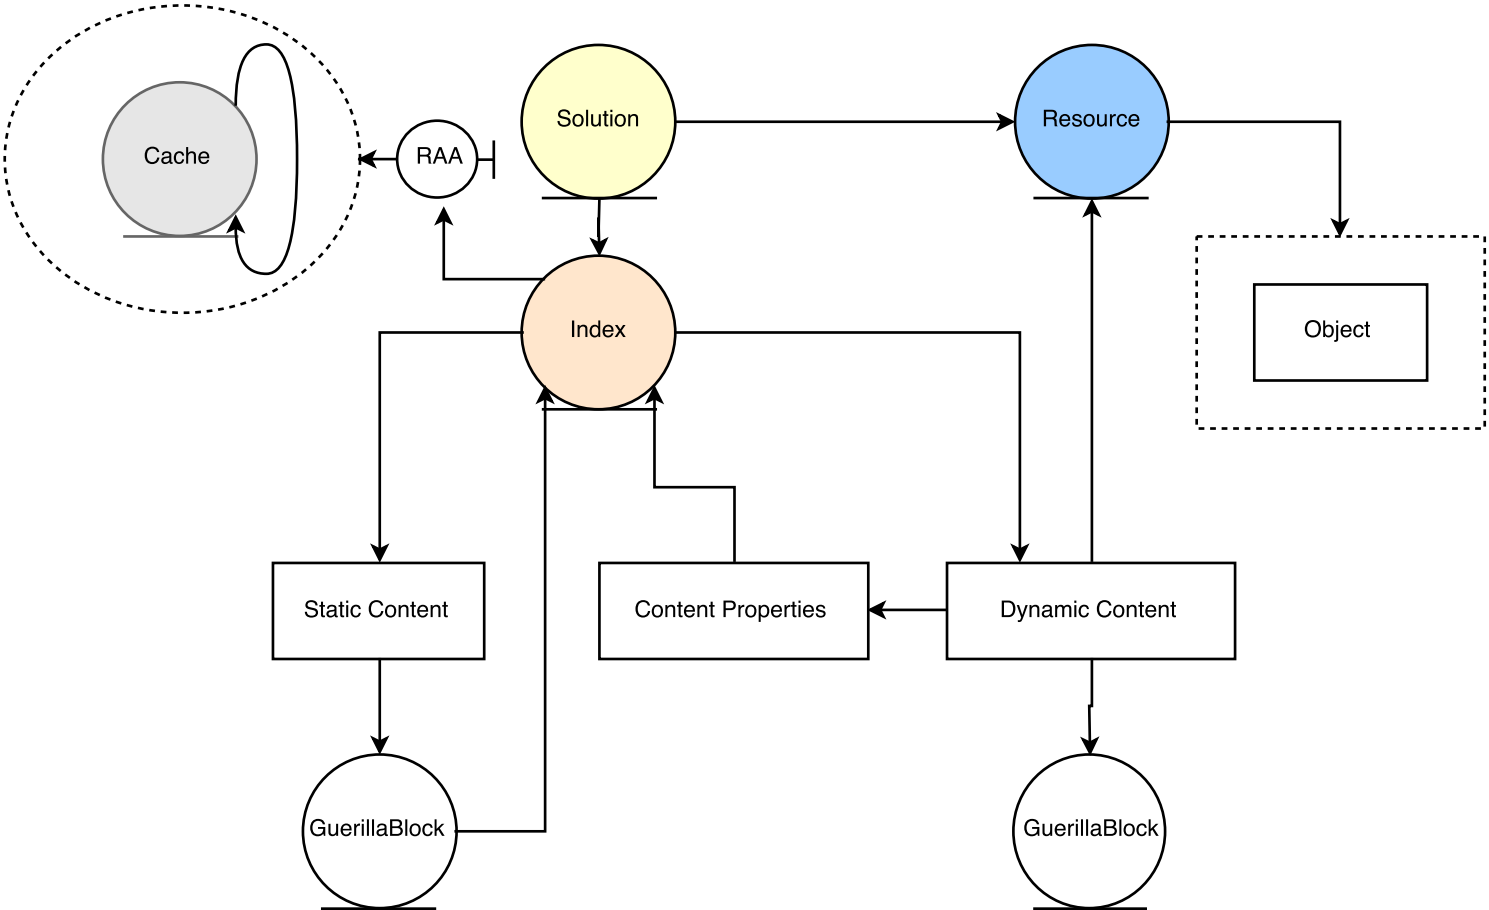 Cache
RAA
Solution
Resource
Index
Object
Static Content
Content Properties
Dynamic Content
GuerillaBlock
GuerillaBlock